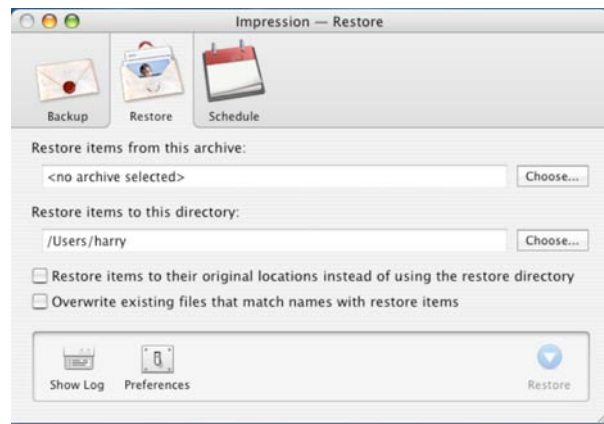 Impression — Restore
Backup Restore Schedule
Restore items from this archive:
<no archive selected> Choose...
Restore items to this directory:
/Users/harry Choose...
Restore items to their original locations instead of using the restore directory
Overwrite existing files that match names with restore items
Show Log Preferences Restore